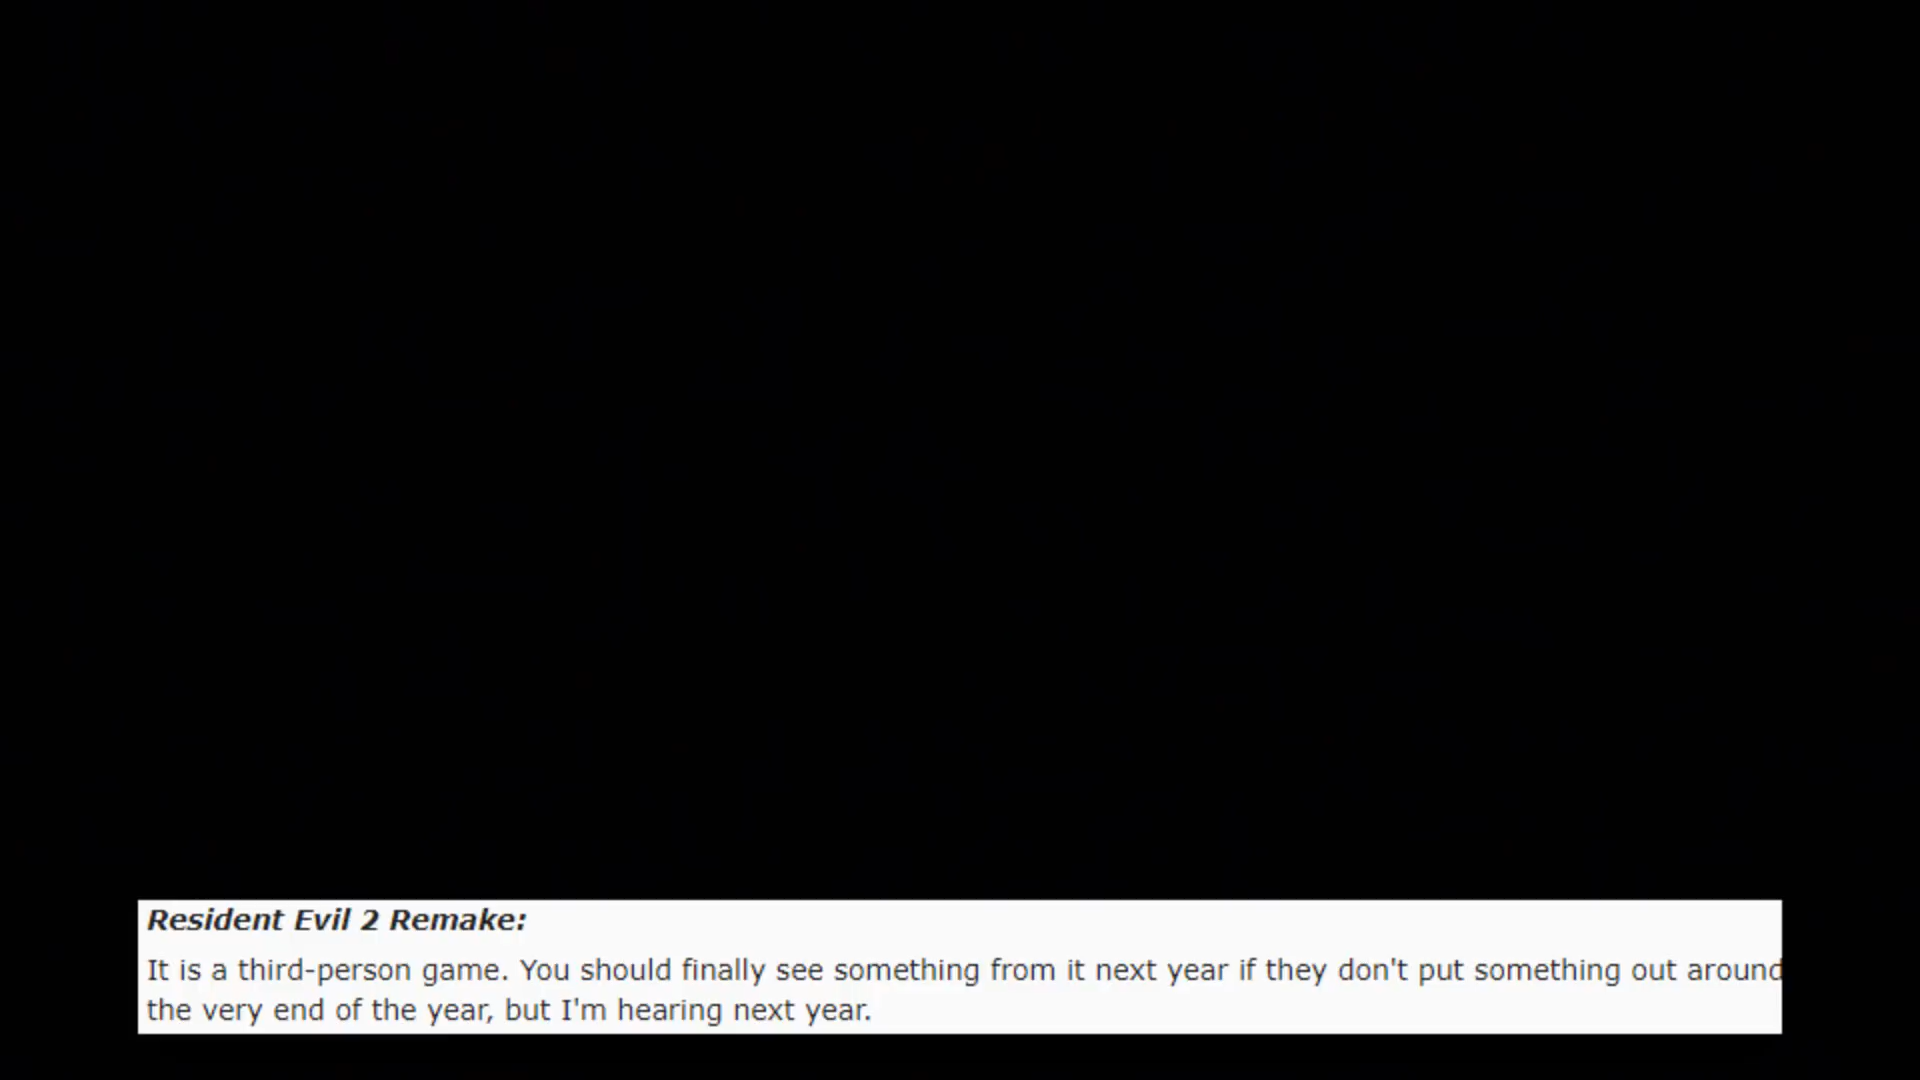 Resident Evil 2 Remake:
It is a third-person game. You should finally see something from it next year if they don't put something out around
the very end of the year, but I'm hearing next year.